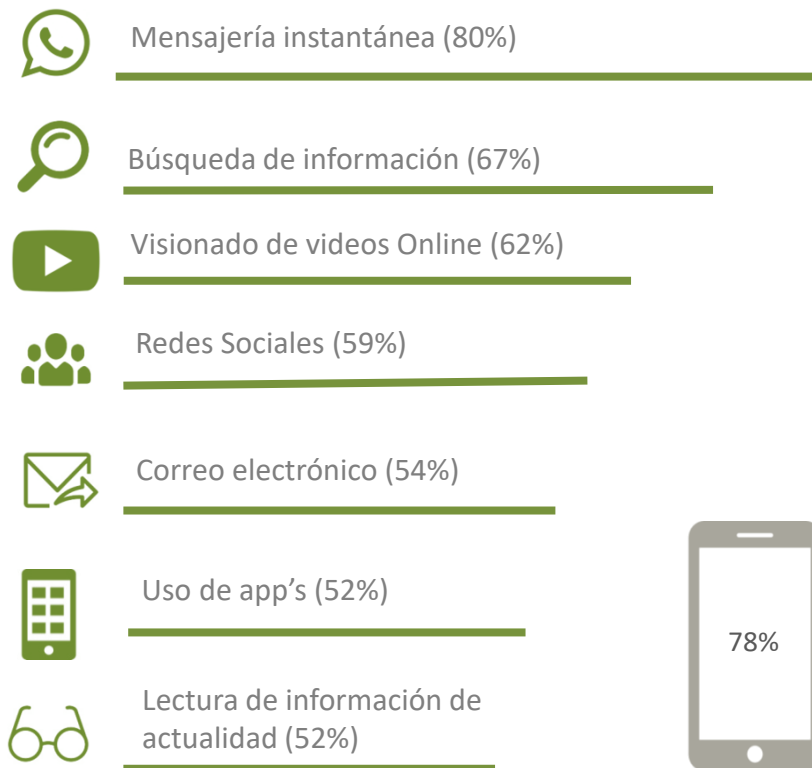 Mensajería instantánea (80%)
Búsqueda de información (67%)
Visionado de videos Online (62%)
Redes Sociales (59%)
Correo electrónico (54%)
Uso de app’s (52%)
78%
Lectura de información de
actualidad (52%)